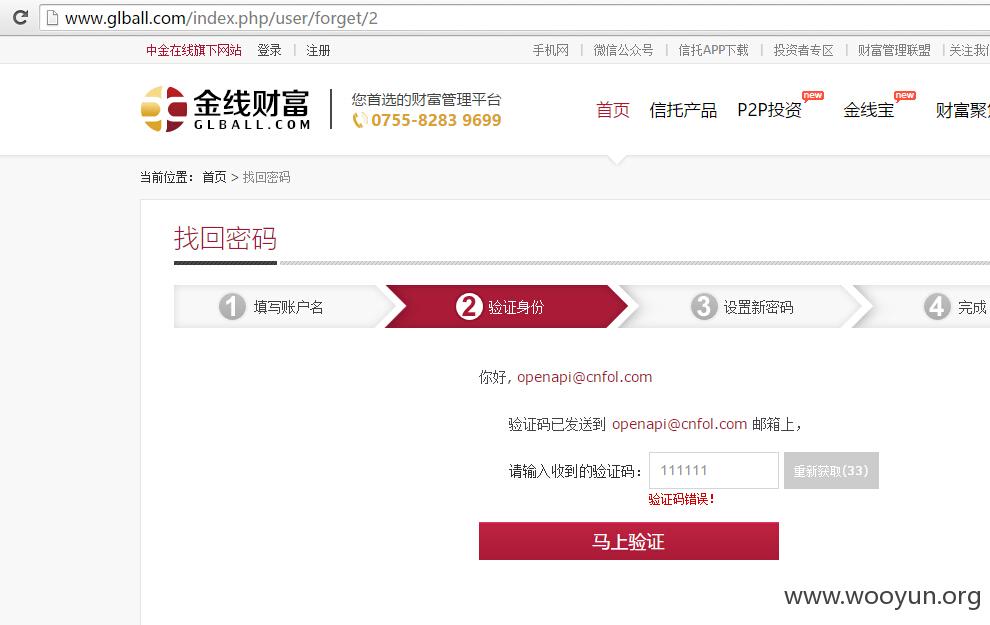 www.glball.com/index.php/user/forget/2
中金在线旗下网站 登录 | 注册 手机网 | 微信公众号 | 信托APP下载 | 投资者专区 | 财富管理联盟 | 关注我们
金线财富 您首选的财富管理平台
GLBALL.COM 0755-8283 9699
首页 信托产品 P2P投资 new 金线宝 new 财富聚
当前位置: 首页 > 找回密码
找回密码
1 填写账户名 2 验证身份 3 设置新密码 4 完成
你好, openapi@cnfol.com
验证码已发送到 openapi@cnfol.com 邮箱上,
请输入收到的验证码: 111111 重新获取(33)
验证码错误!
马上验证
www.wooyun.org